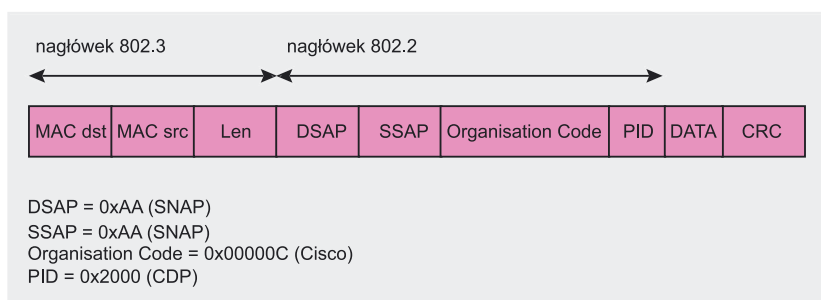 nagłówek 802.3 nagłówek 802.2
MAC dst MAC src Len DSAP SSAP Organisation Code PID DATA CRC
DSAP = 0xAA (SNAP)
SSAP = 0xAA (SNAP)
Organisation Code = 0x00000C (Cisco)
PID = 0x2000 (CDP)